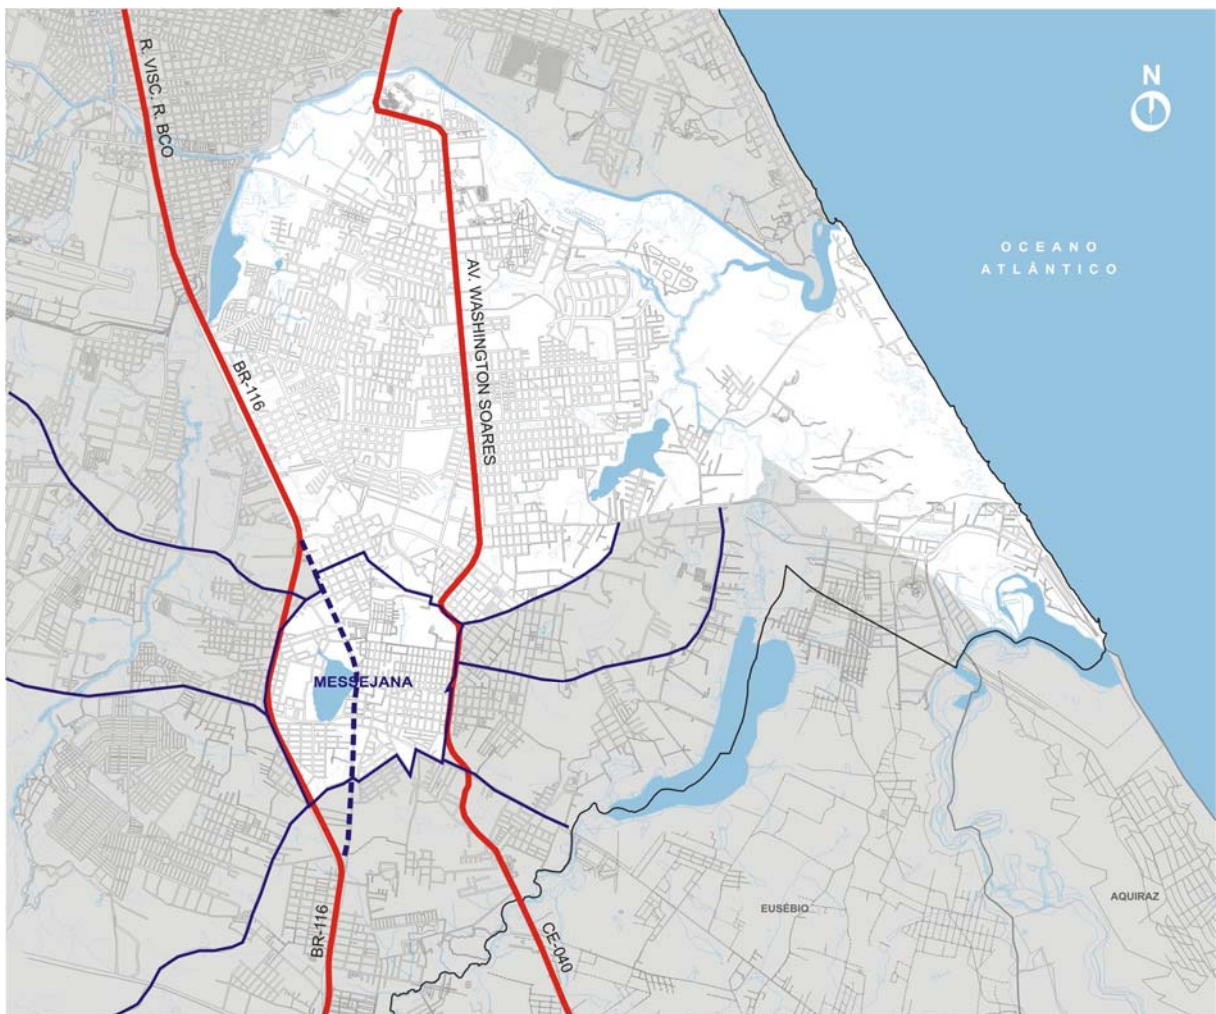 R. VISC. R. BCO
N
OCEANO
ATLÂNTICO
BR-116
AV. WASHINGTON SOARES
MESSEJANA
EUSÉBIO
AQUIRAZ
BR-116
CE-040